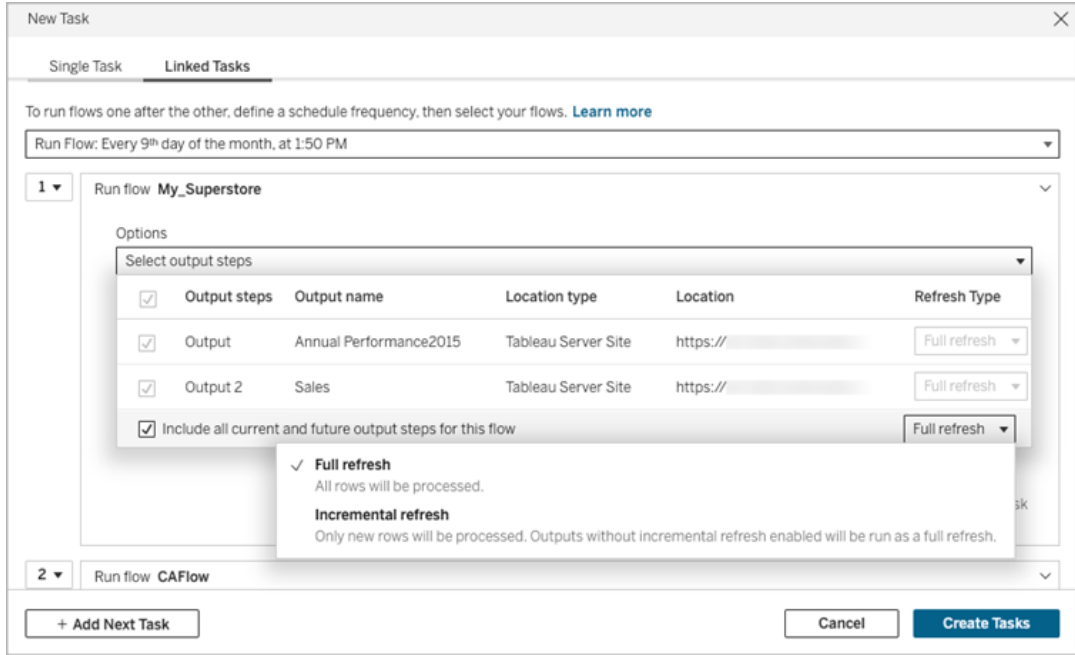 New Task
Single Task Linked Tasks
To run flows one after the other, define a schedule frequency, then select your flows. Learn more
Run Flow: Every 9th day of the month, at 1:50 PM
1 Run flow My_Superstore
Options
Select output steps
Output steps Output name Location type Location Refresh Type
Output Annual Performance2015 Tableau Server Site https:// Full refresh
Output 2 Sales Tableau Server Site https:// Full refresh
Include all current and future output steps for this flow Full refresh
Full refresh
All rows will be processed.
Incremental refresh
Only new rows will be processed. Outputs without incremental refresh enabled will be run as a full refresh.
2 Run flow CAFlow
+ Add Next Task Cancel Create Tasks